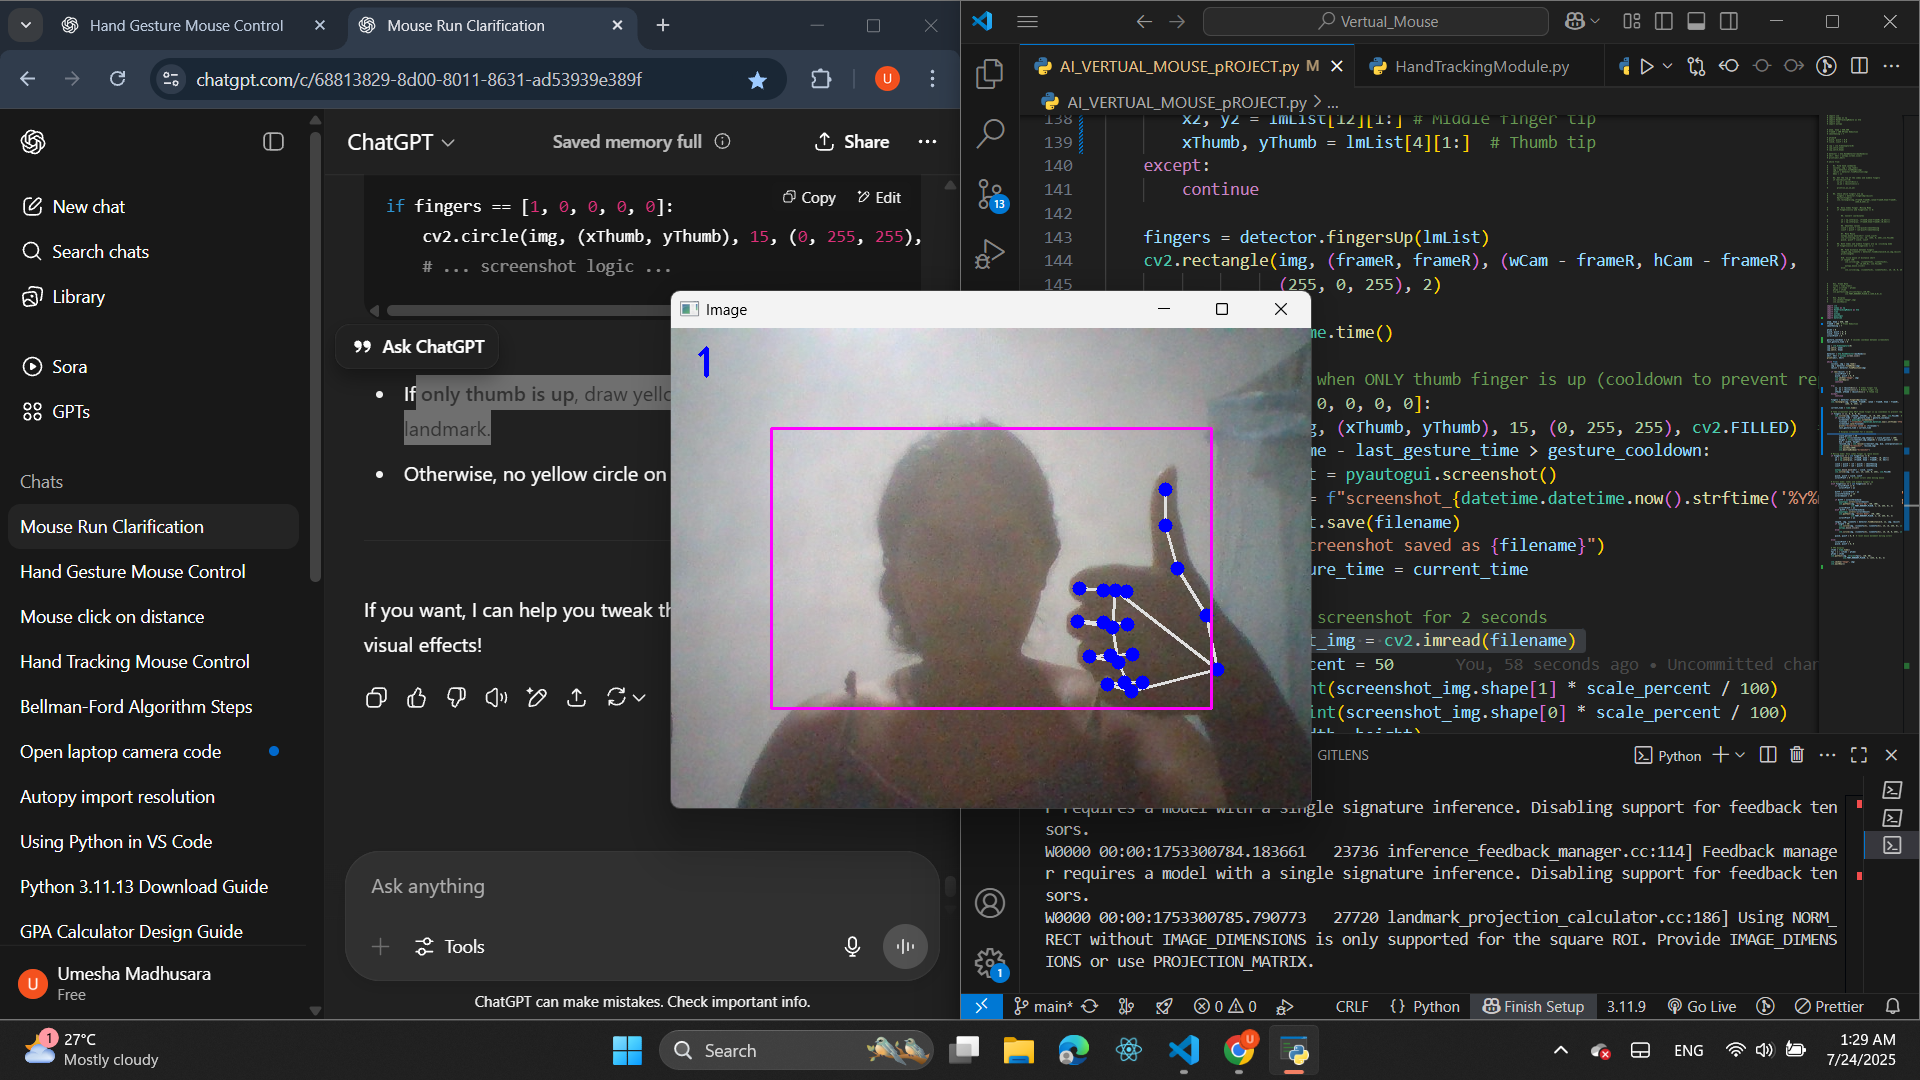 Hand Gesture Mouse Control
Mouse Run Clarification
chatgpt.com/c/68813829-8d00-8011-8631-ad53939e389f
U
ChatGPT
Saved memory full
Share
New chat
Search chats
Library
Sora
GPTs
Chats
Mouse Run Clarification
Hand Gesture Mouse Control
Mouse click on distance
Hand Tracking Mouse Control
Bellman-Ford Algorithm Steps
Open laptop camera code
Autopy import resolution
Using Python in VS Code
Python 3.11.13 Download Guide
GPA Calculator Design Guide
U
Umesha Madhusara
Free
Copy
Edit
if fingers == [1, 0, 0, 0, 0]:
cv2.circle(img, (xThumb, yThumb), 15, (0, 255, 255),
# ... screenshot logic ...
Ask ChatGPT
If only thumb is up, draw yello
landmark.
Otherwise, no yellow circle on
If you want, I can help you tweak th
visual effects!
Ask anything
Tools
ChatGPT can make mistakes. Check important info.
Image
1
Vertual_Mouse
AI_VERTUAL_MOUSE_pROJECT.py M
HandTrackingModule.py
AI_VERTUAL_MOUSE_pROJECT.py > ...
13
138 x2, y2 = lmList[12][1:] # Middle finger tip
139 xThumb, yThumb = lmList[4][1:] # Thumb tip
140 except:
141 continue
142
143 fingers = detector.fingersUp(lmList)
144 cv2.rectangle(img, (frameR, frameR), (wCam - frameR, hCam - frameR),
145 (255, 0, 255), 2)
me.time()
when ONLY thumb finger is up (cooldown to prevent re
0, 0, 0, 0]:
g, (xThumb, yThumb), 15, (0, 255, 255), cv2.FILLED)
me - last_gesture_time > gesture_cooldown:
t = pyautogui.screenshot()
= f"screenshot_{datetime.datetime.now().strftime('%Y%
t.save(filename)
creenshot saved as {filename}")
ure_time = current_time
screenshot for 2 seconds
t_img = cv2.imread(filename)
cent = 50 You, 58 seconds ago • Uncommitted chan
int(screenshot_img.shape[1] * scale_percent / 100)
int(screenshot_img.shape[0] * scale_percent / 100)
GITLENS
Python
r requires a model with a single signature inference. Disabling support for feedback ten
sors.
W0000 00:00:1753300784.183661 23736 inference_feedback_manager.cc:114] Feedback manage
r requires a model with a single signature inference. Disabling support for feedback ten
sors.
W0000 00:00:1753300785.790773 27720 landmark_projection_calculator.cc:186] Using NORM_
RECT without IMAGE_DIMENSIONS is only supported for the square ROI. Provide IMAGE_DIMENS
IONS or use PROJECTION_MATRIX.
1
main*
0
0
CRLF
{} Python
Finish Setup
3.11.9
Go Live
Prettier
1
27°C
Mostly cloudy
Search
U
ENG
1:29 AM
7/24/2025